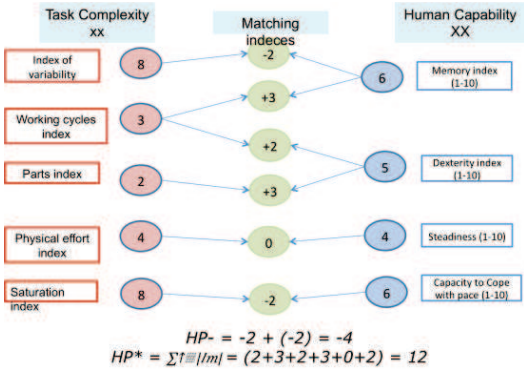 Task Complexity
xx
Matching
indeces
Human Capability
XX
Index of
variability
8
-2
6
Memory index
(1-10)
+3
Working cycles
index
3
+2
5
Dexterity index
(1-10)
Parts index
2
+3
Physical effort
index
4
0
4
Steadiness (1-10)
Saturation
index
8
-2
6
Capacity to Cope
with pace (1-10)
HP- = -2 + (-2) = -4
HP* = ∑↑≡|Im| = (2+3+2+3+0+2) = 12